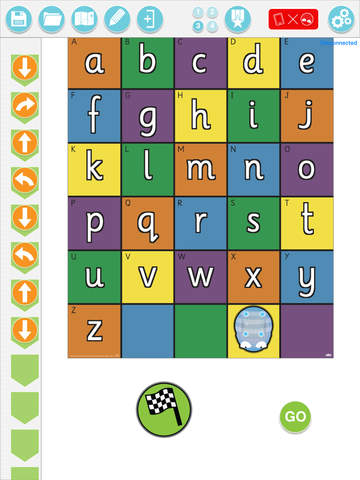 1 2
3 4
Disconnected
A B C D E
a b c d e
F G H I J
f g h i j
K L M N O
k l m n o
P Q R S T
p q r s t
U V W X Y
u v w x y
Z
z
GO